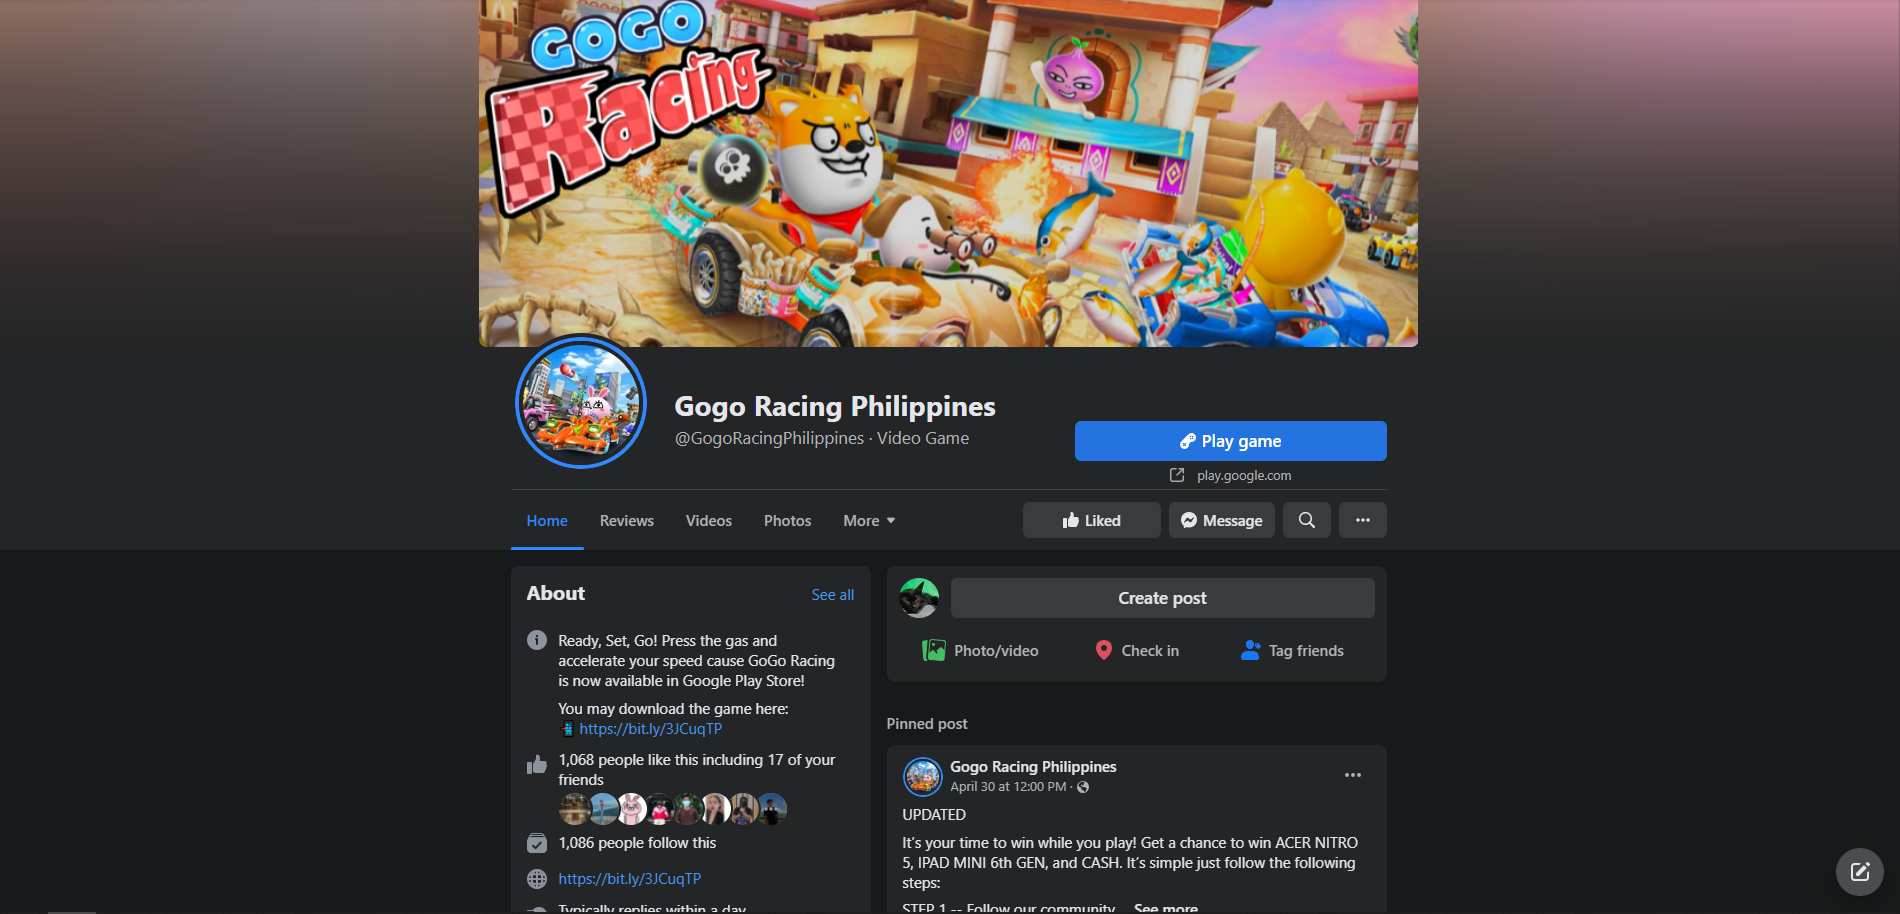 GOGO
Racing
Gogo Racing Philippines
@GogoRacingPhilippines · Video Game
Play game
play.google.com
Home
Reviews
Videos
Photos
More
Liked
Message
About
See all
Ready, Set, Go! Press the gas and
accelerate your speed cause GoGo Racing
is now available in Google Play Store!
You may download the game here:
https://bit.ly/3JCuqTP
1,068 people like this including 17 of your
friends
1,086 people follow this
https://bit.ly/3JCuqTP
Typically replies within a day
Create post
Photo/video
Check in
Tag friends
Pinned post
Gogo Racing Philippines
April 30 at 12:00 PM ·
UPDATED
It's your time to win while you play! Get a chance to win ACER NITRO
5, IPAD MINI 6th GEN, and CASH. It's simple just follow the following
steps:
STEP 1 -- Follow our community... See more